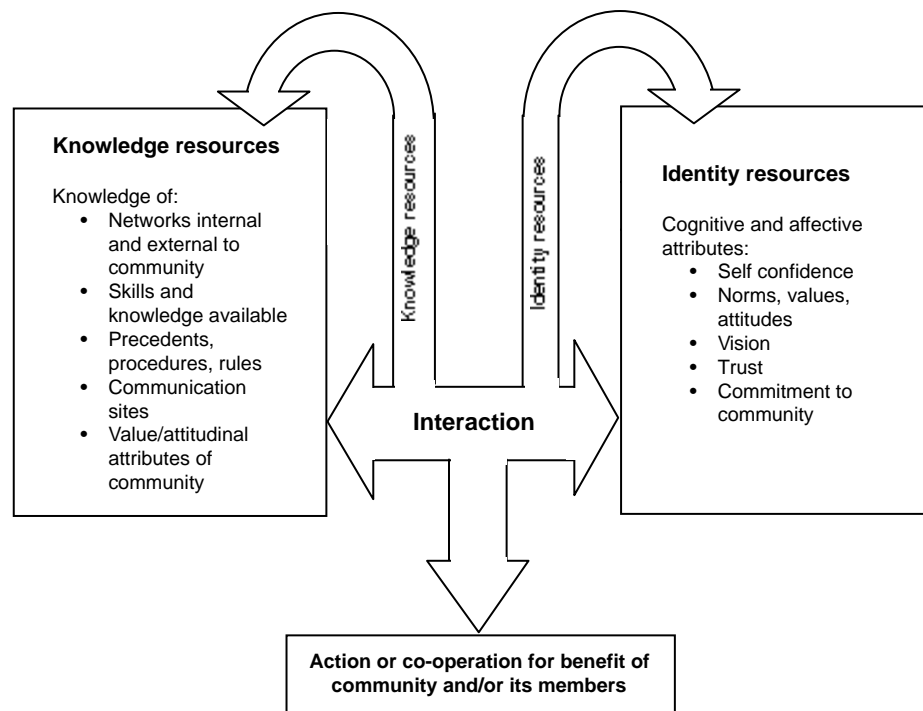 Knowledge resources
Knowledge of:
• Networks internal
and external to
community
• Skills and
knowledge available
• Precedents,
procedures, rules
• Communication
sites
• Value/attitudinal
attributes of
community
Knowledge resources
Identity resources
Identity resources
Cognitive and affective
attributes:
• Self confidence
• Norms, values,
attitudes
• Vision
• Trust
• Commitment to
community
Interaction
Action or co-operation for benefit of
community and/or its members